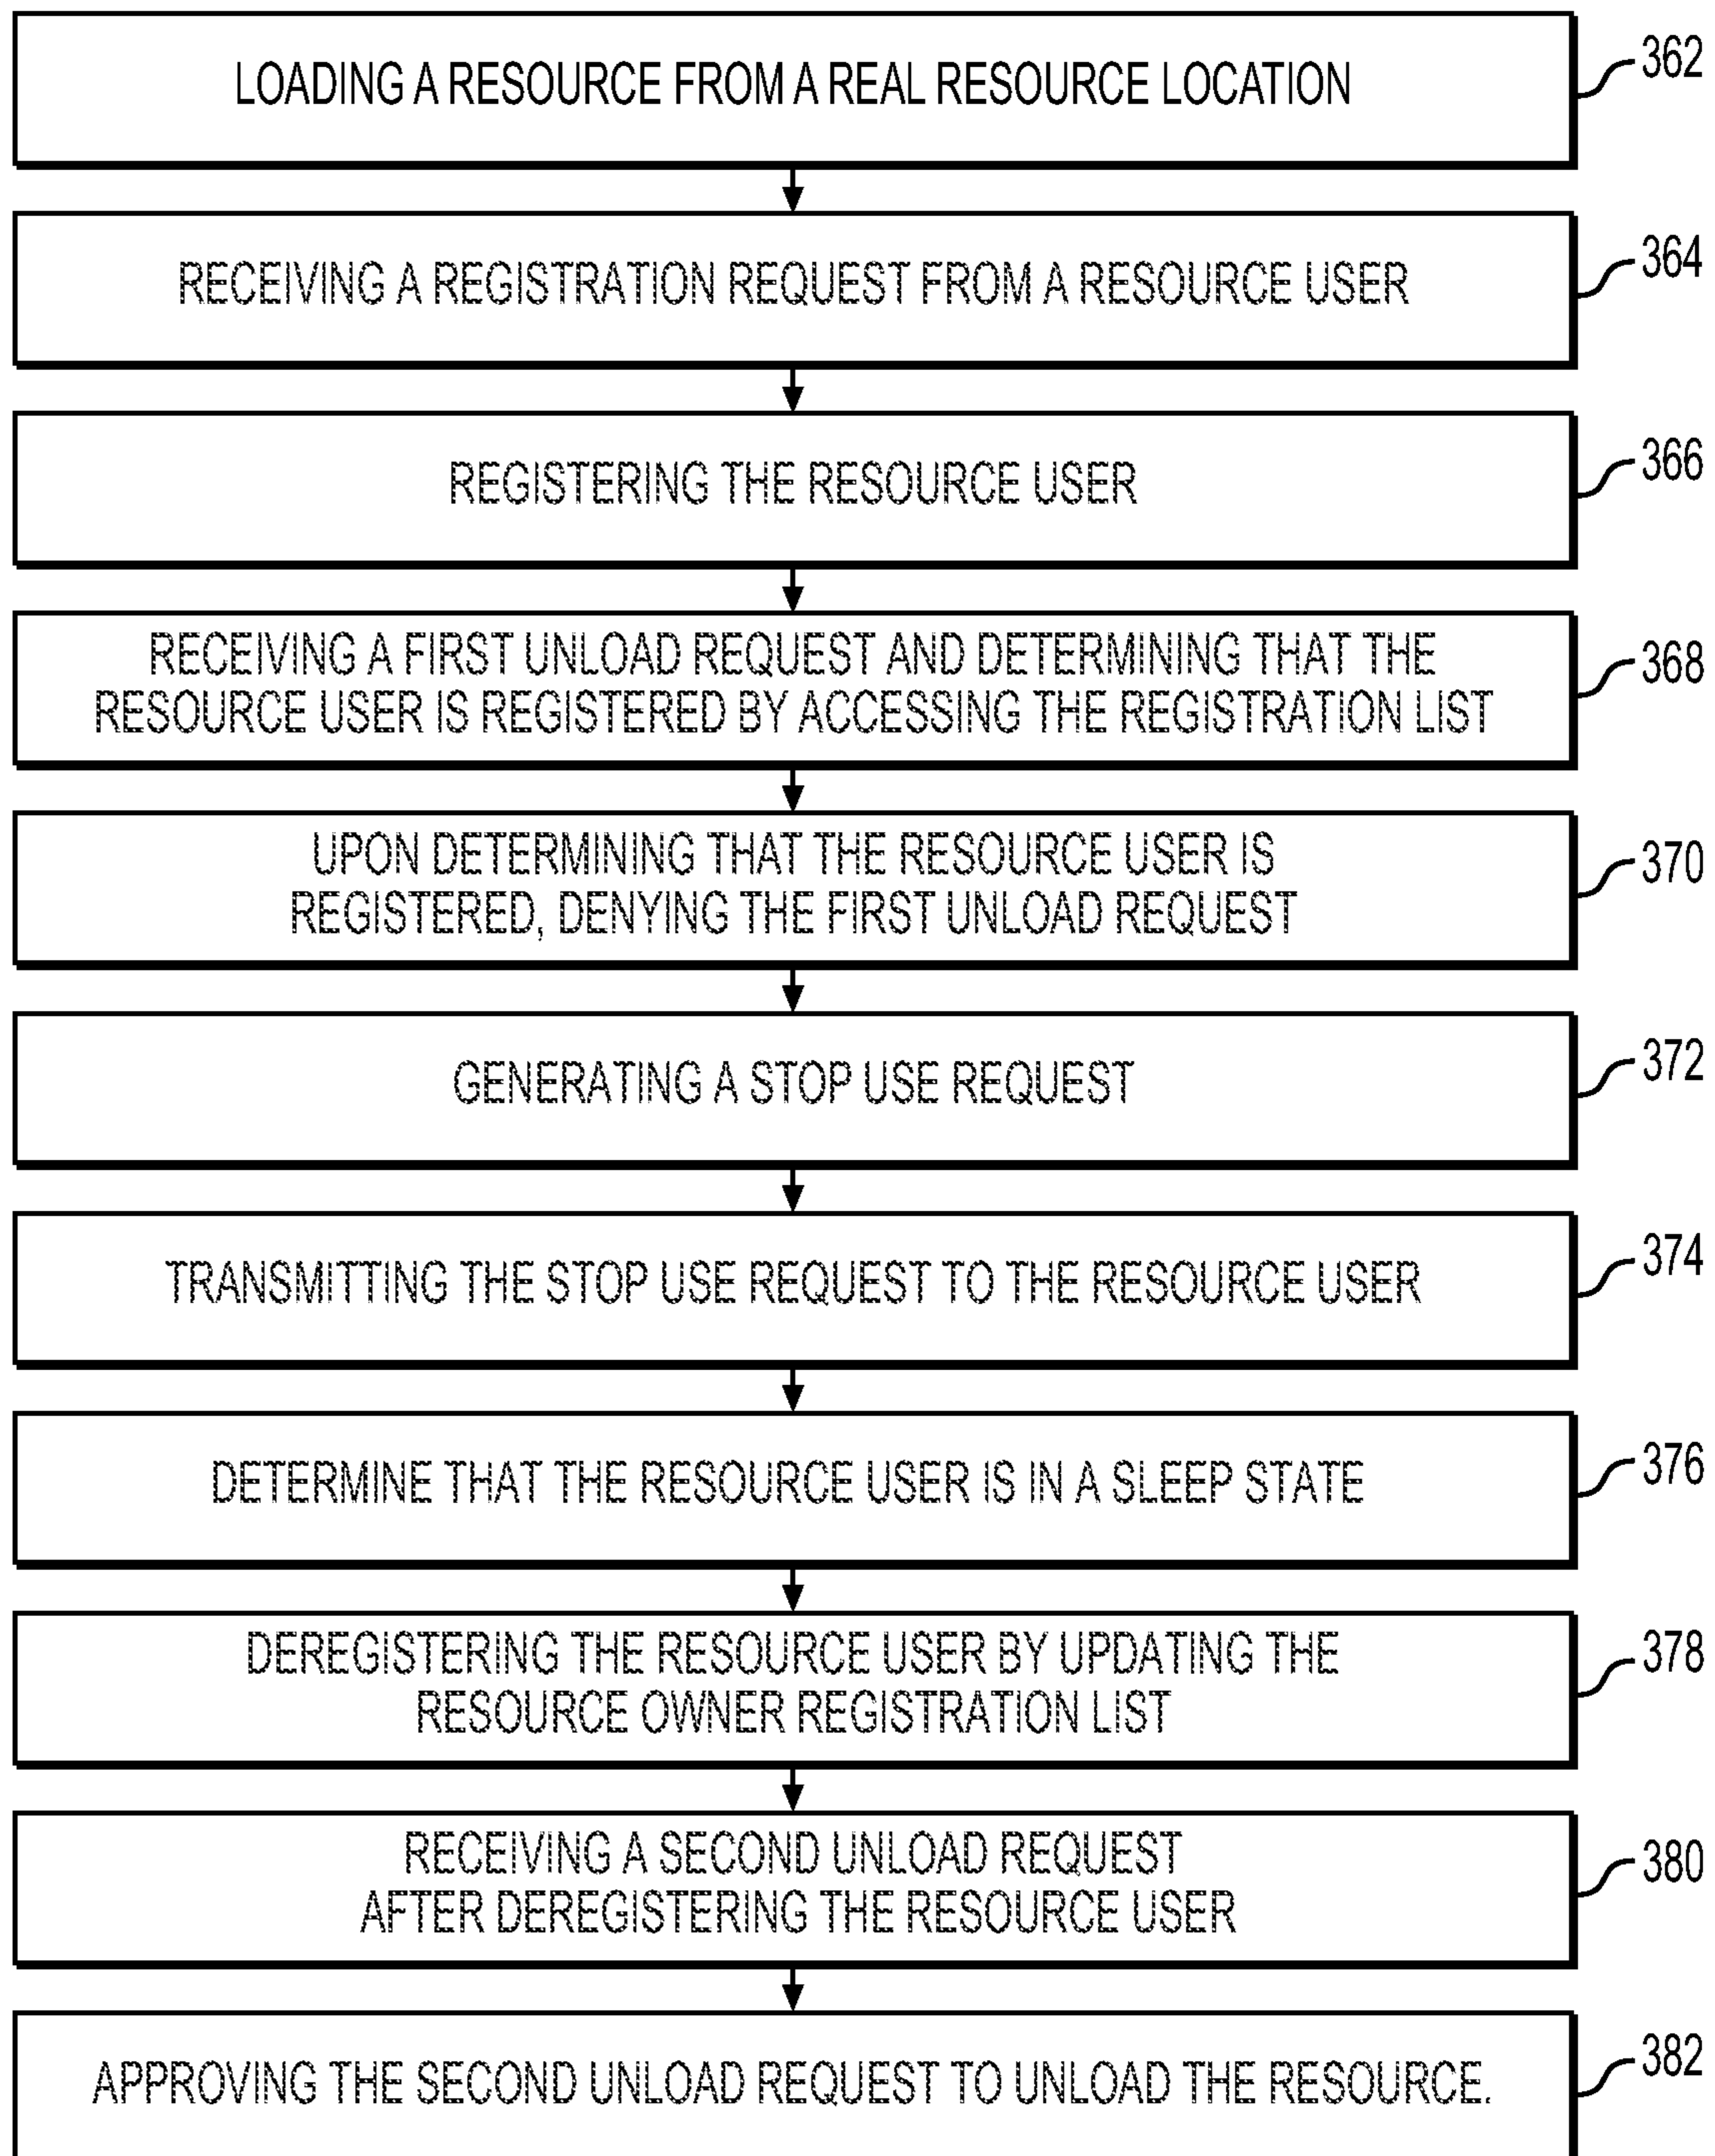 LOADING A RESOURCE FROM A REAL RESOURCE LOCATION
362
RECEIVING A REGISTRATION REQUEST FROM A RESOURCE USER
364
REGISTERING THE RESOURCE USER
366
RECEIVING A FIRST UNLOAD REQUEST AND DETERMINING THAT THE
RESOURCE USER IS REGISTERED BY ACCESSING THE REGISTRATION LIST
368
UPON DETERMINING THAT THE RESOURCE USER IS
REGISTERED, DENYING THE FIRST UNLOAD REQUEST
370
GENERATING A STOP USE REQUEST
372
TRANSMITTING THE STOP USE REQUEST TO THE RESOURCE USER
374
DETERMINE THAT THE RESOURCE USER IS IN A SLEEP STATE
376
DEREGISTERING THE RESOURCE USER BY UPDATING THE
RESOURCE OWNER REGISTRATION LIST
378
RECEIVING A SECOND UNLOAD REQUEST
AFTER DEREGISTERING THE RESOURCE USER
380
APPROVING THE SECOND UNLOAD REQUEST TO UNLOAD THE RESOURCE.
382